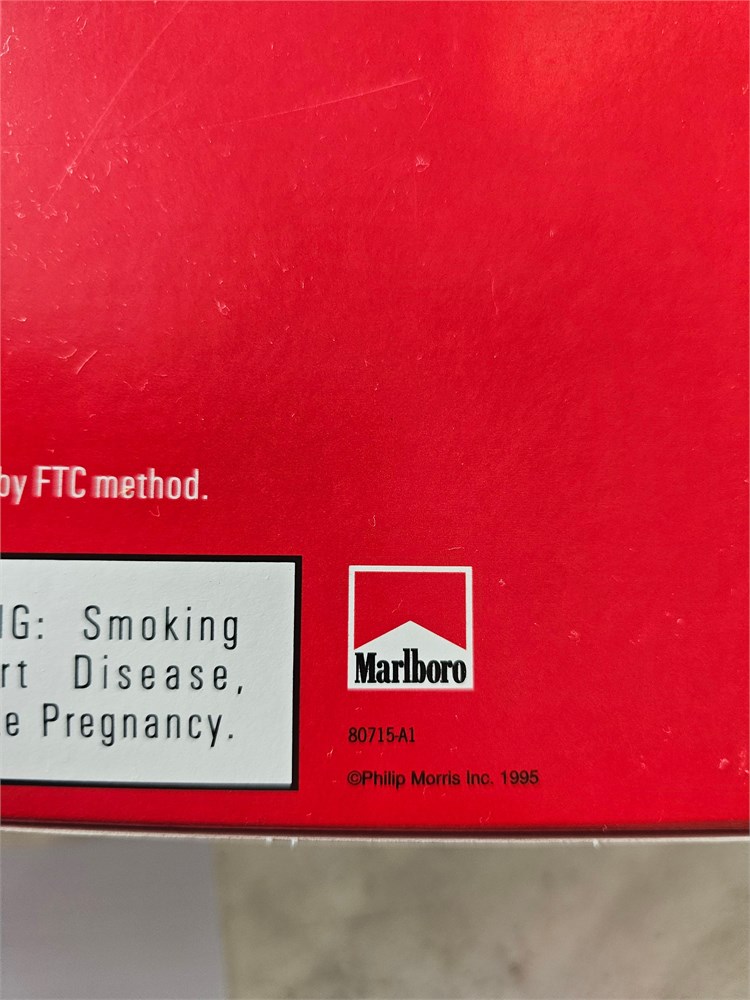 by FTC method.
G: Smoking
rt Disease,
e Pregnancy.
Marlboro
80715-A1
©Philip Morris Inc. 1995